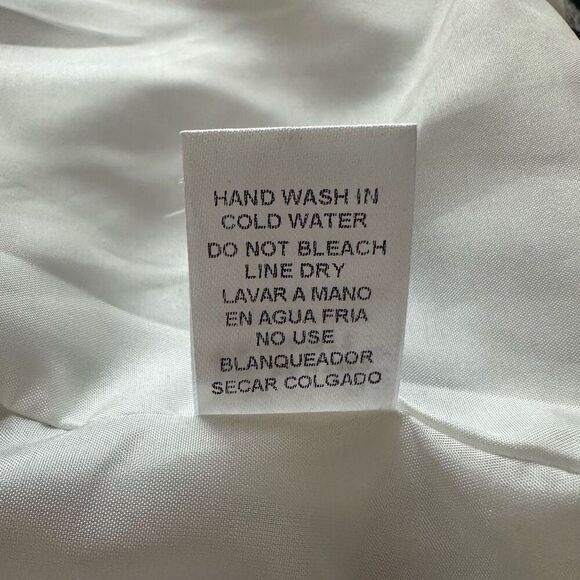 HAND WASH IN
COLD WATER
DO NOT BLEACH
LINE DRY
LAVAR A MANO
EN AGUA FRIA
NO USE
BLANQUEADOR
SECAR COLGADO